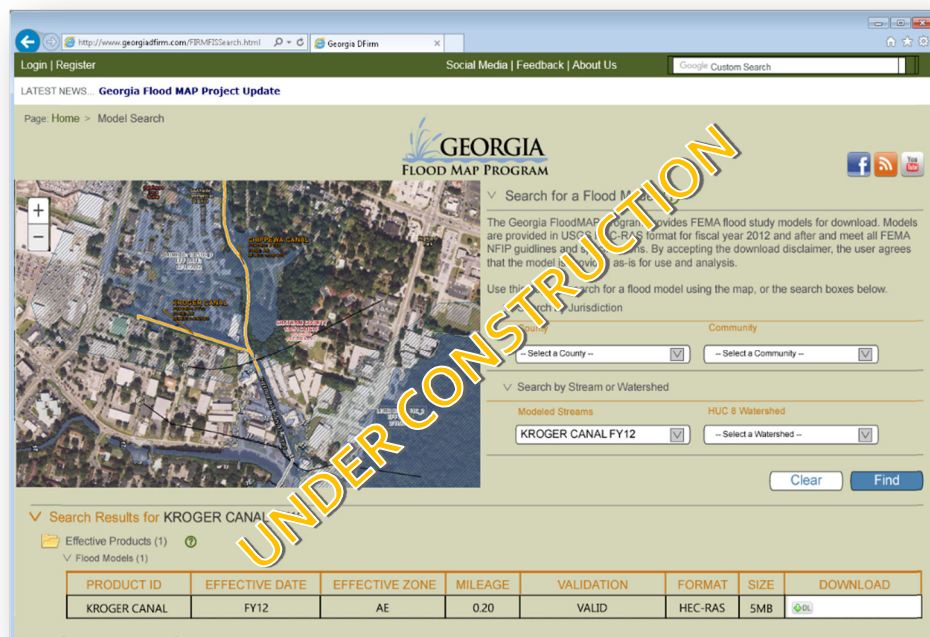 http://www.georgiadfirm.com/FIRMFISSearch.html
Georgia DFirm
Login | Register
Social Media | Feedback | About Us
Google Custom Search
LATEST NEWS... Georgia Flood MAP Project Update
Page: Home > Model Search
GEORGIA
FLOOD MAP PROGRAM
You
Tube
+
−
CHIPPEWA CANAL
KROGER CANAL
CHATHAM COUNTY
Search for a Flood
The Georgia FloodMAP Program provides FEMA flood study models for download. Models
are provided in USGS HEC-RAS format for fiscal year 2012 and after and meet all FEMA
NFIP guidlines and By accepting the download disclaimer, the user agrees
that the model is as-is for use and analysis.
Use this search for a flood model using the map, or the search boxes below.
Search by Jurisdiction
County
Community
-- Select a County --
-- Select a Community --
Search by Stream or Watershed
Modeled Streams
HUC 8 Watershed
KROGER CANAL FY12
-- Select a Watershed --
Clear
Find
UNDER CONSTRUCTION
Search Results for KROGER CANAL
Effective Products (1)
Flood Models (1)
PRODUCT ID EFFECTIVE DATE EFFECTIVE ZONE MILEAGE VALIDATION FORMAT SIZE DOWNLOAD
KROGER CANAL FY12 AE 0.20 VALID HEC-RAS 5MB DL